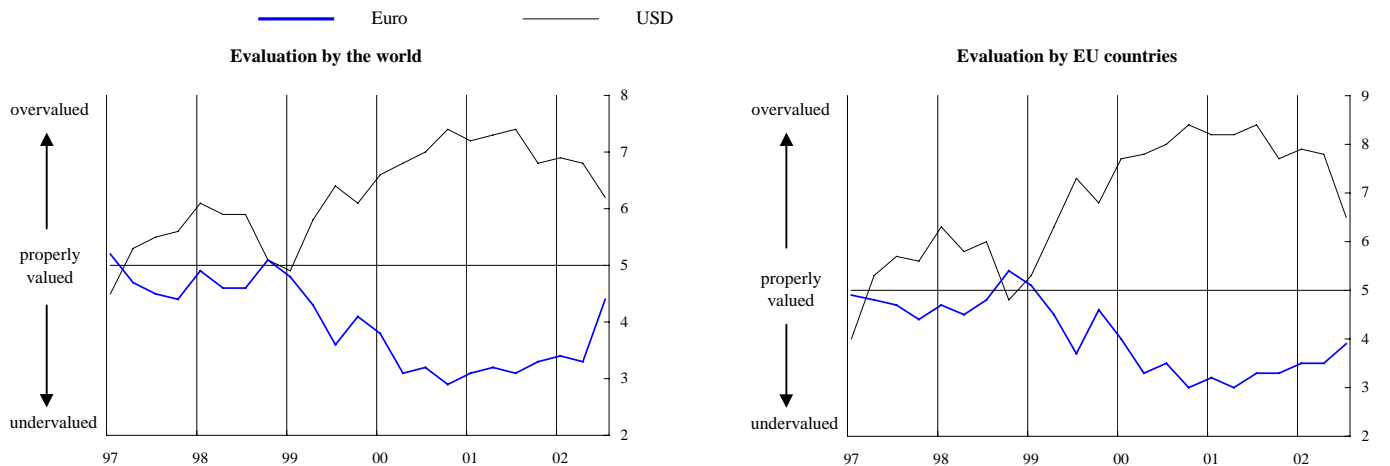 Euro USD
Evaluation by the world
overvalued
properly
valued
undervalued
8
7
6
5
4
3
2
97 98 99 00 01 02
Evaluation by EU countries
overvalued
properly
valued
undervalued
9
8
7
6
5
4
3
2
97 98 99 00 01 02